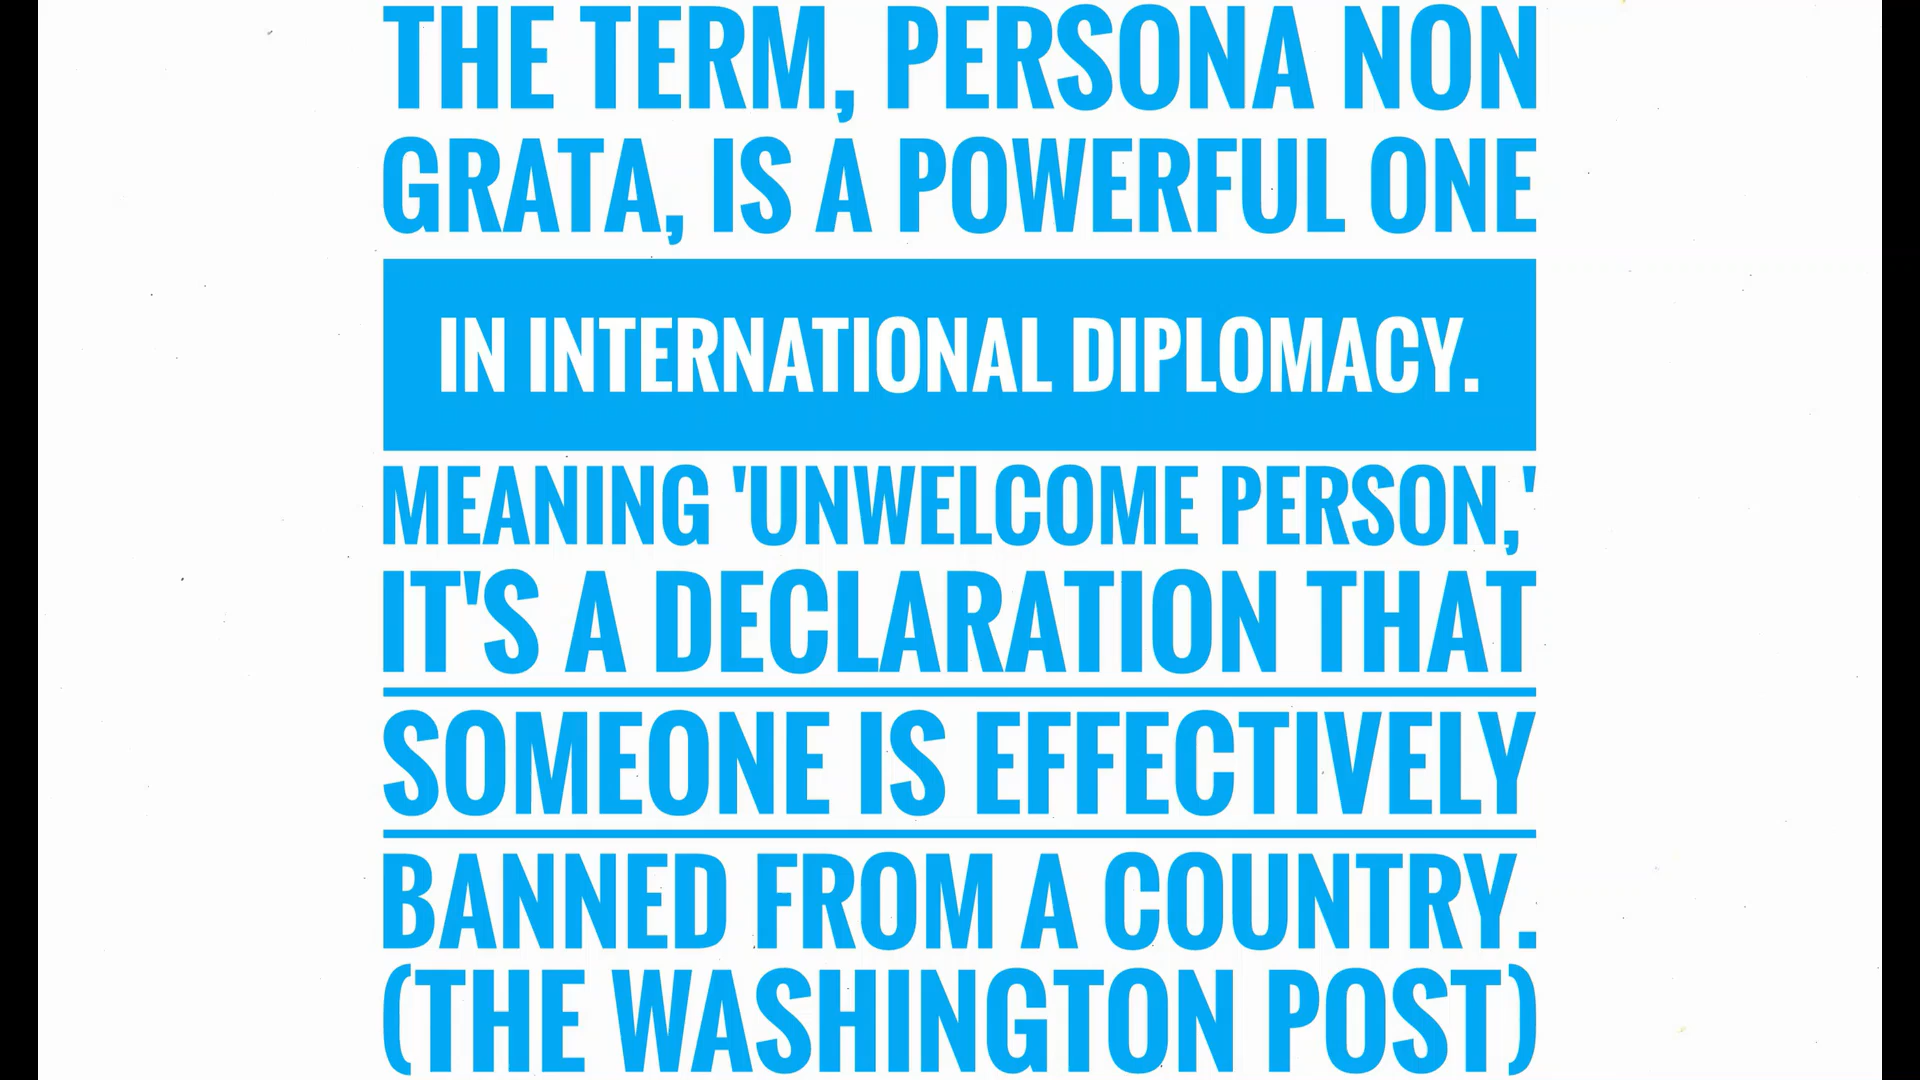 THE TERM, PERSONA NON
GRATA, IS A POWERFUL ONE
IN INTERNATIONAL DIPLOMACY.
MEANING 'UNWELCOME PERSON,'
IT'S A DECLARATION THAT
SOMEONE IS EFFECTIVELY
BANNED FROM A COUNTRY.
(THE WASHINGTON POST)